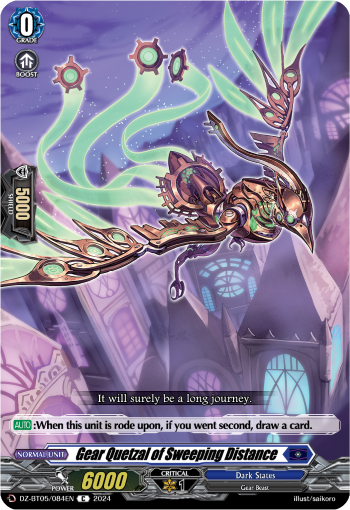 0
GRADE
BOOST
5000
SHIELD
It will surely be a long journey.
AUTO:When this unit is rode upon, if you went second, draw a card.
NORMAL UNIT
Gear Quetzal of Sweeping Distance
POWER 6000
CRITICAL
1
Dark States
Gear Beast
DZ-BT05/084EN C 2024
illust/saikoro